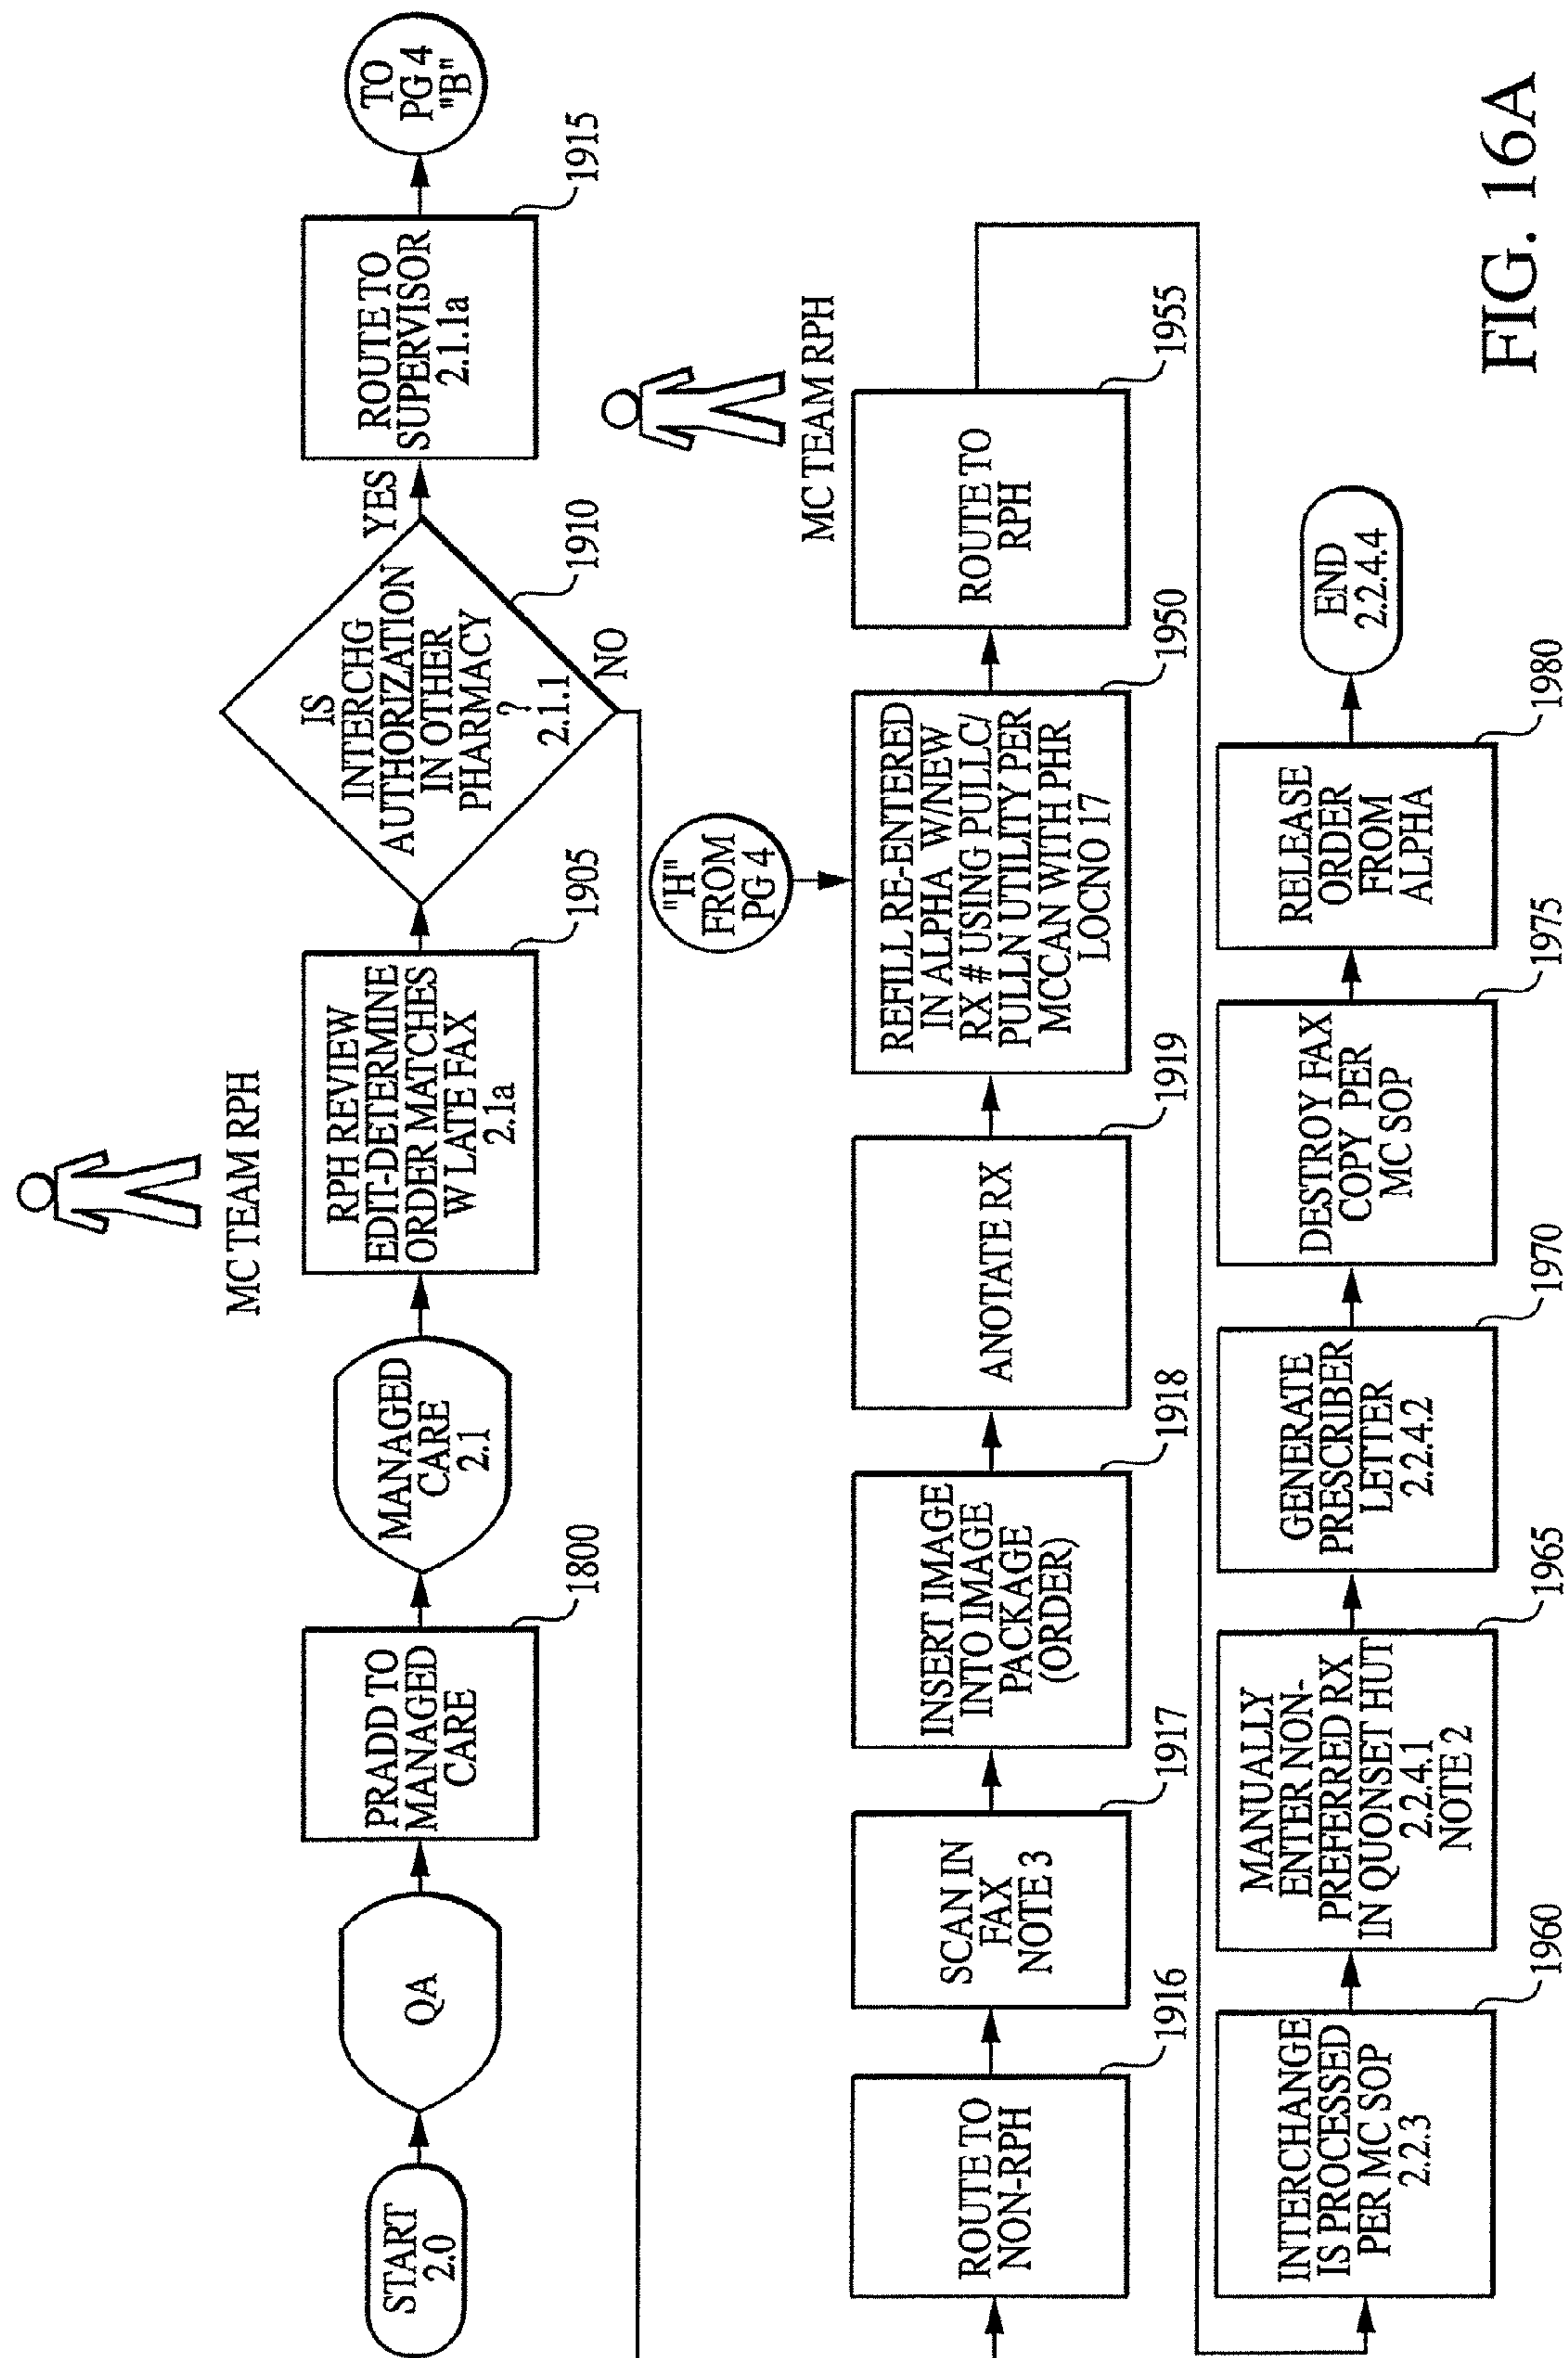 MC TEAM RPH
START
2.0
QA
PRADD TO
MANAGED
CARE
1800
MANAGED
CARE
2.1
RPH REVIEW
EDIT-DETERMINE
ORDER MATCHES
W LATE FAX
2.1a
1905
IS
INTERCHG
AUTHORIZATION
IN OTHER
PHARMACY
?
2.1.1
1910
YES
NO
ROUTE TO
SUPERVISOR
2.1.1a
1915
TO
PG 4
"B"
"H"
FROM
PG 4
MC TEAM RPH
ROUTE TO
NON-RPH
1916
SCAN IN
FAX
NOTE 3
1917
INSERT IMAGE
INTO IMAGE
PACKAGE
(ORDER)
1918
ANOTATE RX
1919
REFILL RE-ENTERED
IN ALPHA W/NEW
RX # USING PULLC/
PULLN UTILITY PER
MCCAN WITH PHR
LOCNO 17
1950
ROUTE TO
RPH
1955
INTERCHANGE
IS PROCESSED
PER MC SOP
2.2.3
1960
MANUALLY
ENTER NON-
PREFERRED RX
IN QUONSET HUT
2.2.4.1
NOTE 2
1965
GENERATE
PRESCRIBER
LETTER
2.2.4.2
1970
DESTROY FAX
COPY PER
MC SOP
1975
RELEASE
ORDER
FROM
ALPHA
1980
END
2.2.4.4
FIG. 16A